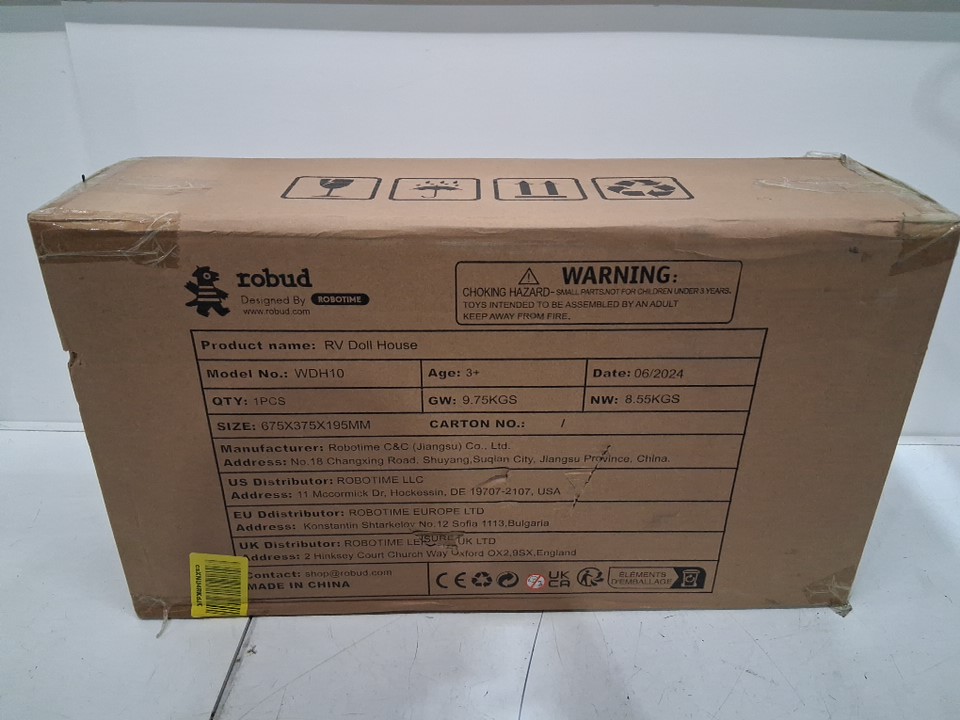 robud
Designed By ROBOTIME
www.robud.com
WARNING:
CHOKING HAZARD- SMALL PARTS.NOT FOR CHILDREN UNDER 3 YEARS.
TOYS INTENDED TO BE ASSEMBLED BY AN ADULT
KEEP AWAY FROM FIRE.
Product name: RV Doll House
Model No.: WDH10 Age: 3+ Date: 06/2024
QTY: 1PCS GW: 9.75KGS NW: 8.55KGS
SIZE: 675X375X195MM CARTON NO.: /
Manufacturer: Robotime C&C (Jiangsu) Co., Ltd.
Address: No.18 Changxing Road, Shuyang,Suqian City, Jiangsu Province, China.
US Distributor: ROBOTIME LLC
Address: 11 Mccormick Dr, Hockessin, DE 19707-2107, USA
EU Ddistributor: ROBOTIME EUROPE LTD
Address: Konstantin Shtarkelov No.12 Sofia 1113,Bulgaria
UK Dtributor: ROBOTIME LEISURE UK LTD
Address: 2 Hinksey Court Church Way Oxford OX2,9SX,England
Contact: shop@robud.com
MADE IN CHINA
CE UK CA ÉLÉMENTS D'EMBALLAGE